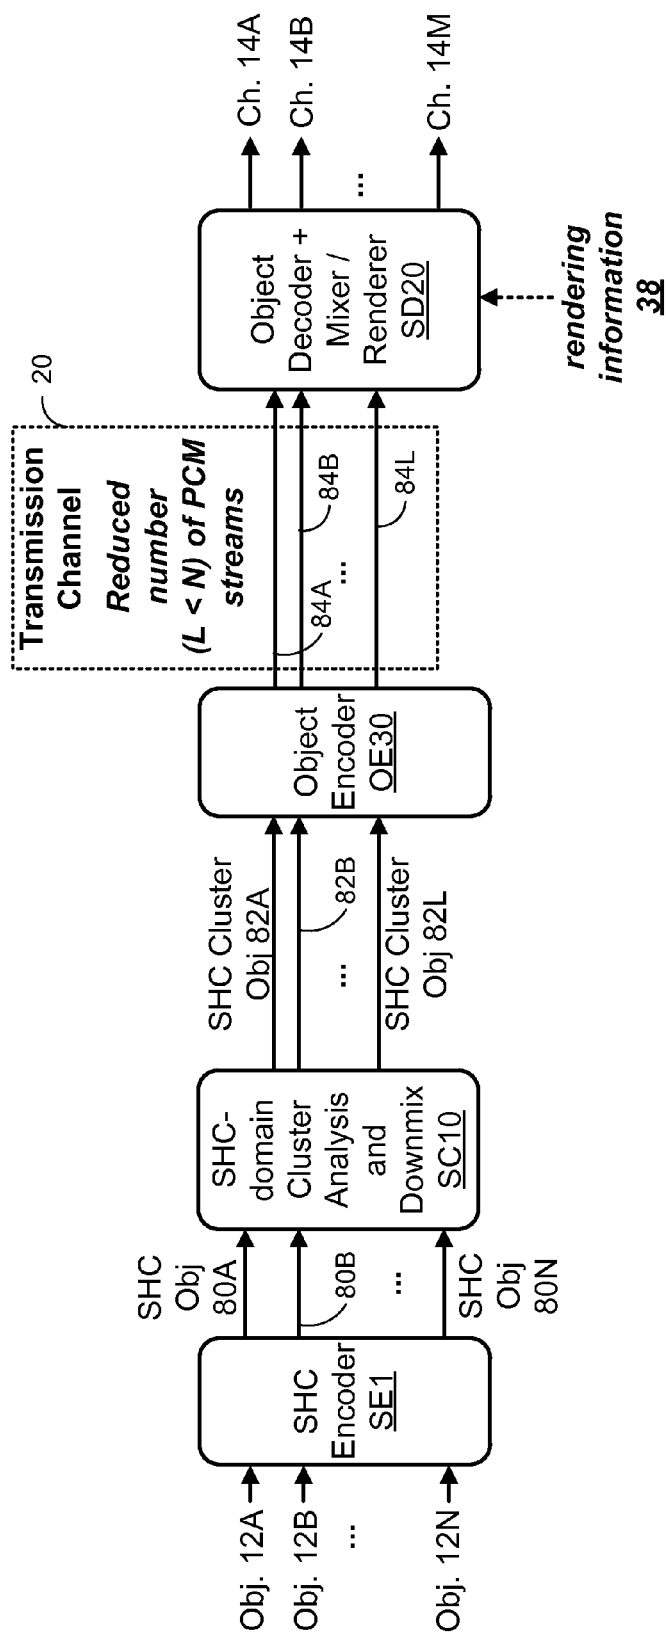 Obj. 12A
Obj. 12B
...
Obj. 12N
SHC
Encoder
SE1
SHC
Obj
80A
80B
...
SHC
Obj
80N
SHC-
domain
Cluster
Analysis
and
Downmix
SC10
SHC Cluster
Obj 82A
82B
...
SHC Cluster
Obj 82L
Object
Encoder
OE30
Transmission
Channel
Reduced
number
(L < N) of PCM
streams
20
84A
84B
...
84L
Object
Decoder +
Mixer /
Renderer
SD20
rendering
information
38
Ch. 14A
Ch. 14B
...
Ch. 14M